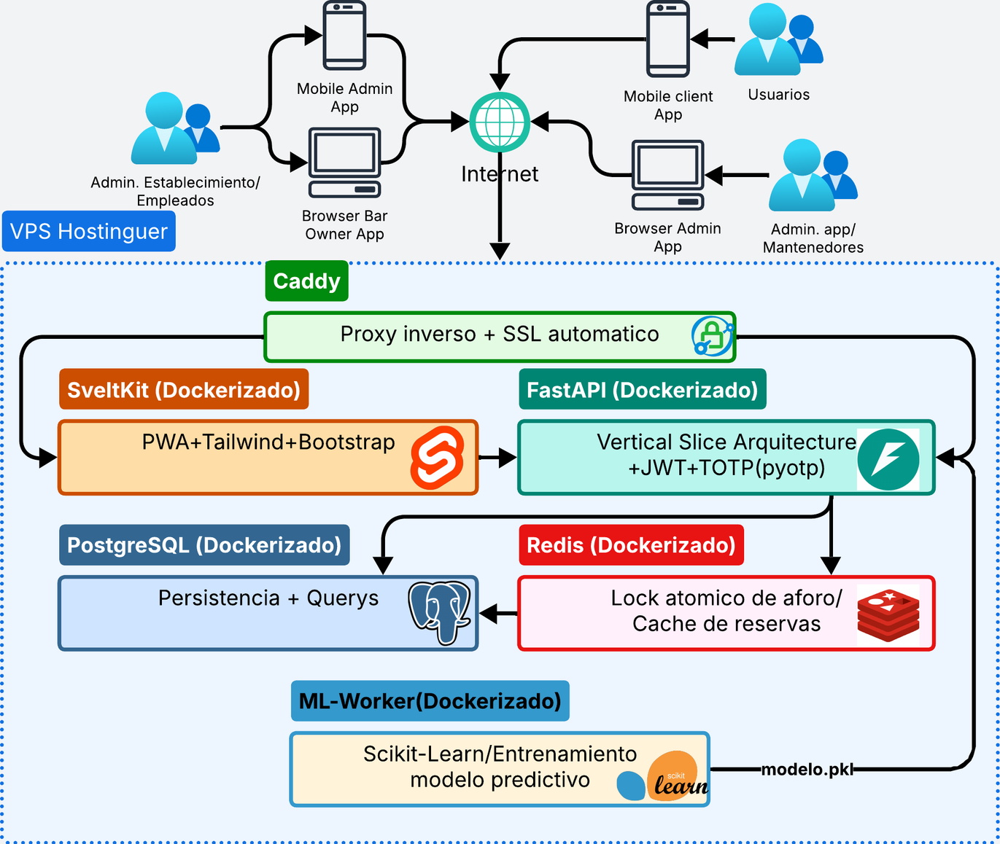 Mobile Admin
App
Mobile client
App
Usuarios
Admin. Establecimiento/
Empleados
Internet
Browser Bar
Owner App
Browser Admin
App
Admin. app/
Mantenedores
VPS Hostinguer
Caddy
Proxy inverso + SSL automatico
SveltKit (Dockerizado)
PWA+Tailwind+Bootstrap
FastAPI (Dockerizado)
Vertical Slice Arquitecture
+JWT+TOTP(pyotp)
PostgreSQL (Dockerizado)
Persistencia + Querys
Redis (Dockerizado)
Lock atomico de aforo/
Cache de reservas
ML-Worker(Dockerizado)
Scikit-Learn/Entrenamiento
modelo predictivo
scikit
learn
modelo.pkl